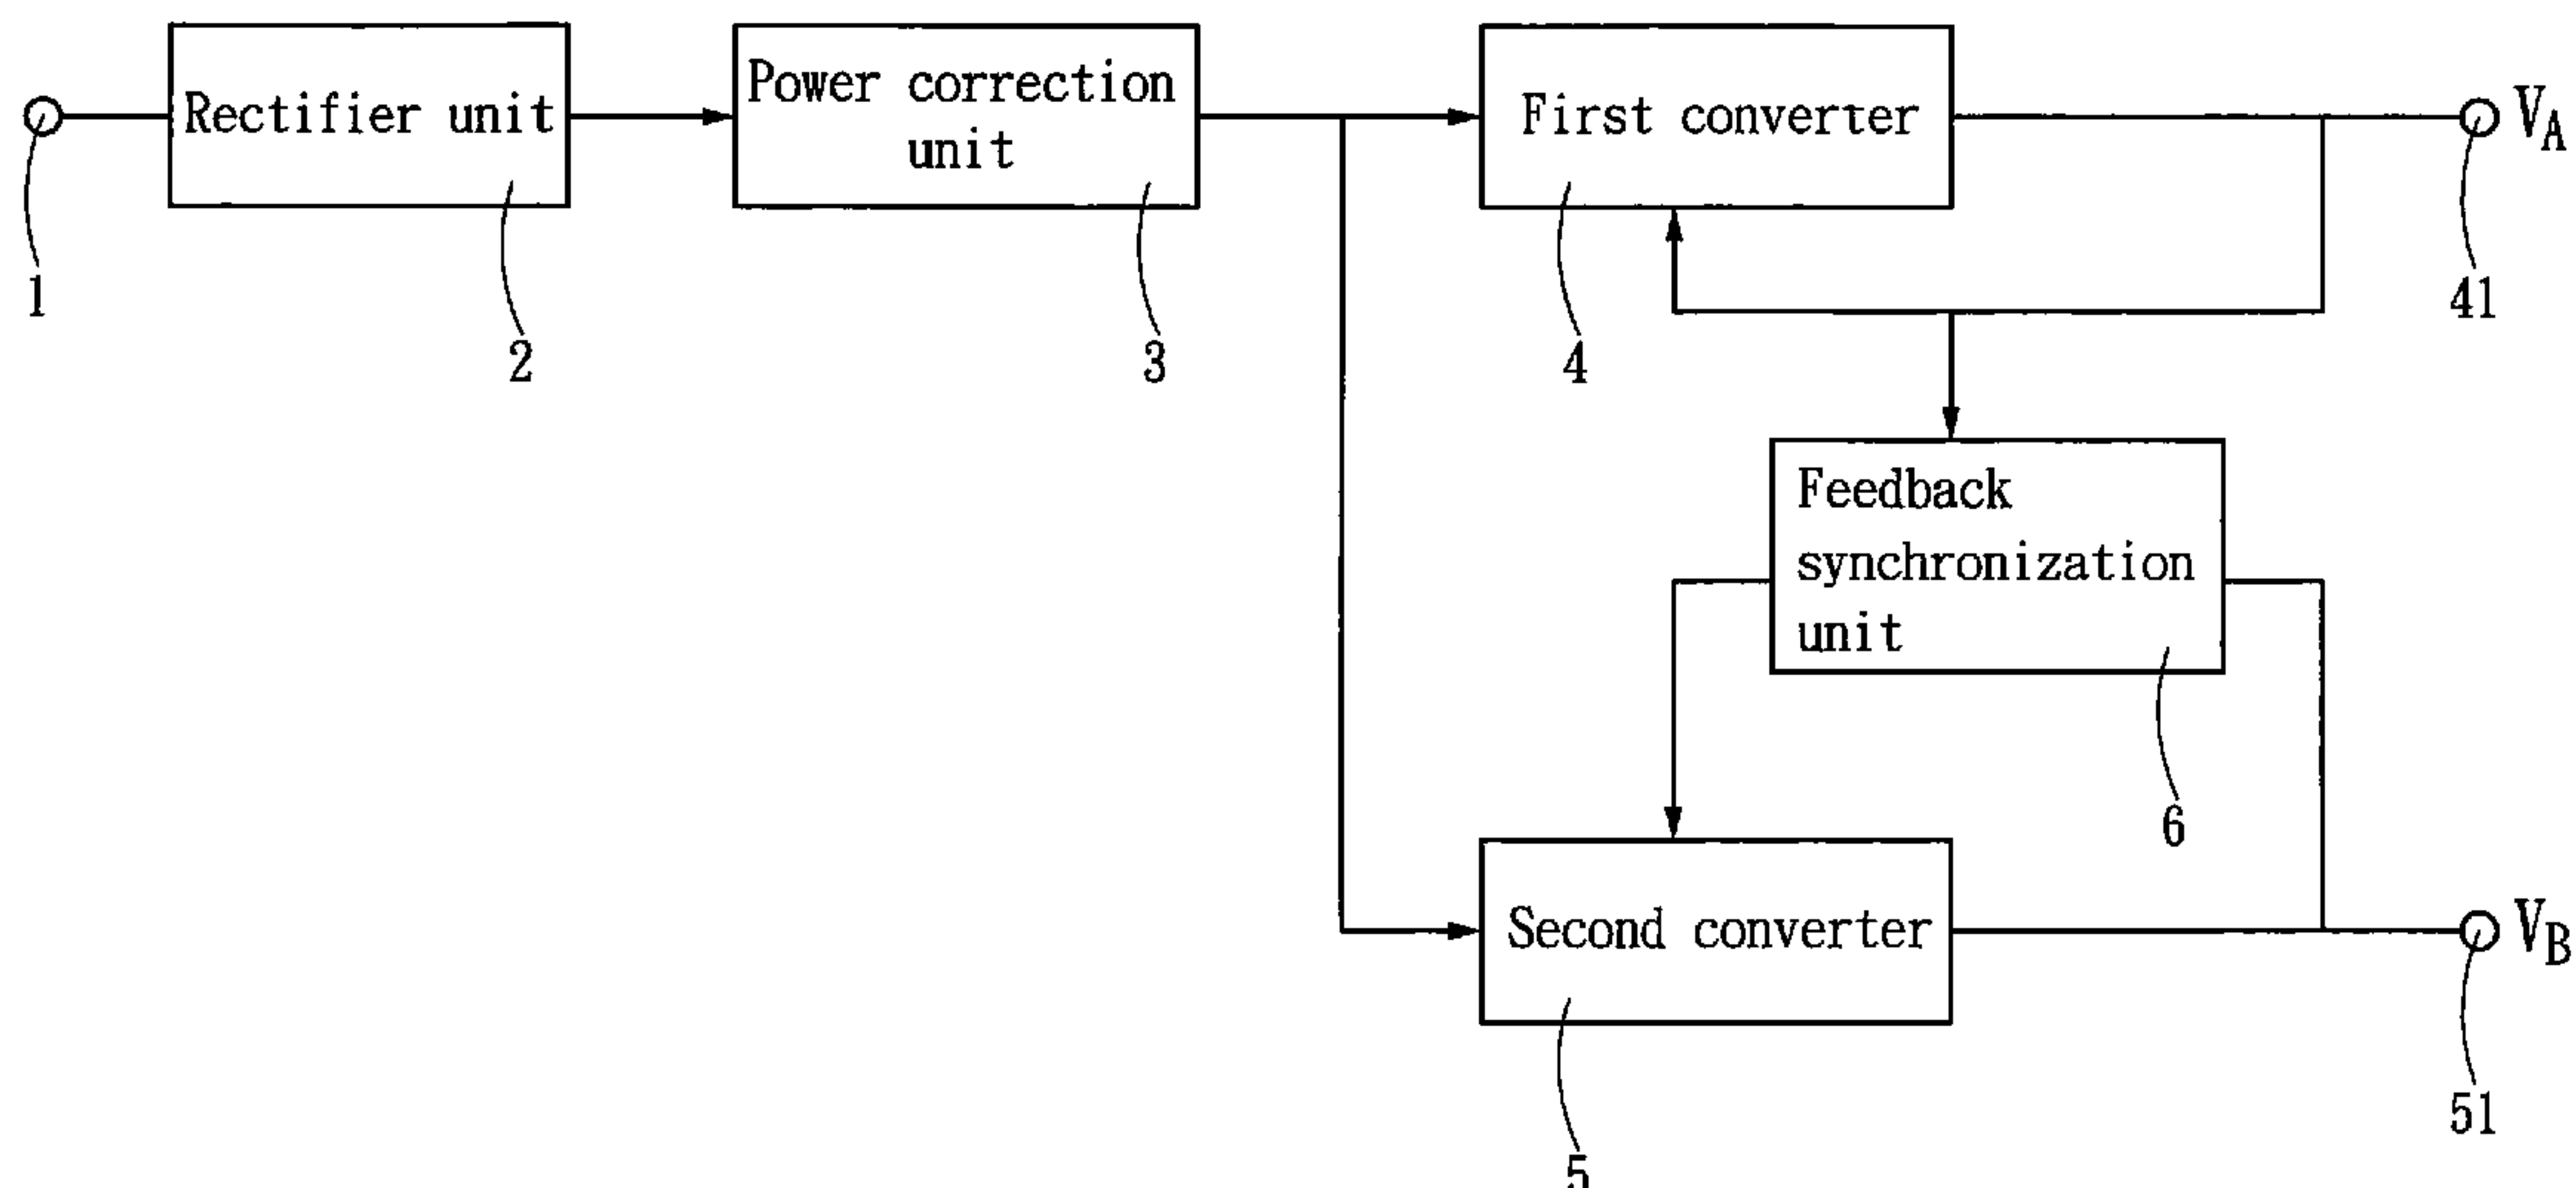 Rectifier unit
Power correction
unit
First converter
V_A
1
2
3
4
41
Feedback
synchronization
unit
6
Second converter
V_B
5
51